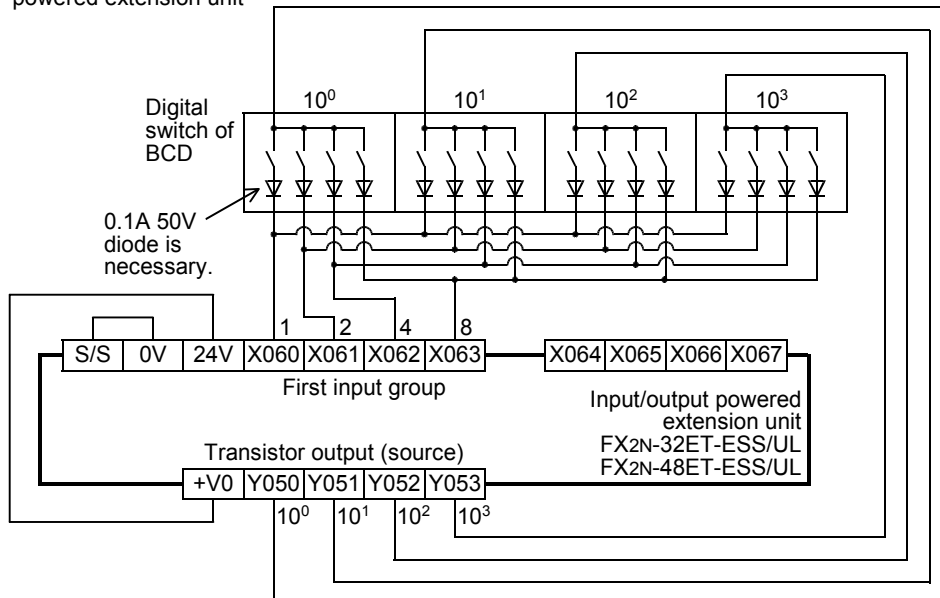 powered extension unit
10⁰ 10¹ 10² 10³
Digital
switch of
BCD
0.1A 50V
diode is
necessary.
1 2 4 8
S/S 0V 24V X060 X061 X062 X063 X064 X065 X066 X067
First input group
Input/output powered
extension unit
FX2N-32ET-ESS/UL
FX2N-48ET-ESS/UL
Transistor output (source)
+V0 Y050 Y051 Y052 Y053
10⁰ 10¹ 10² 10³